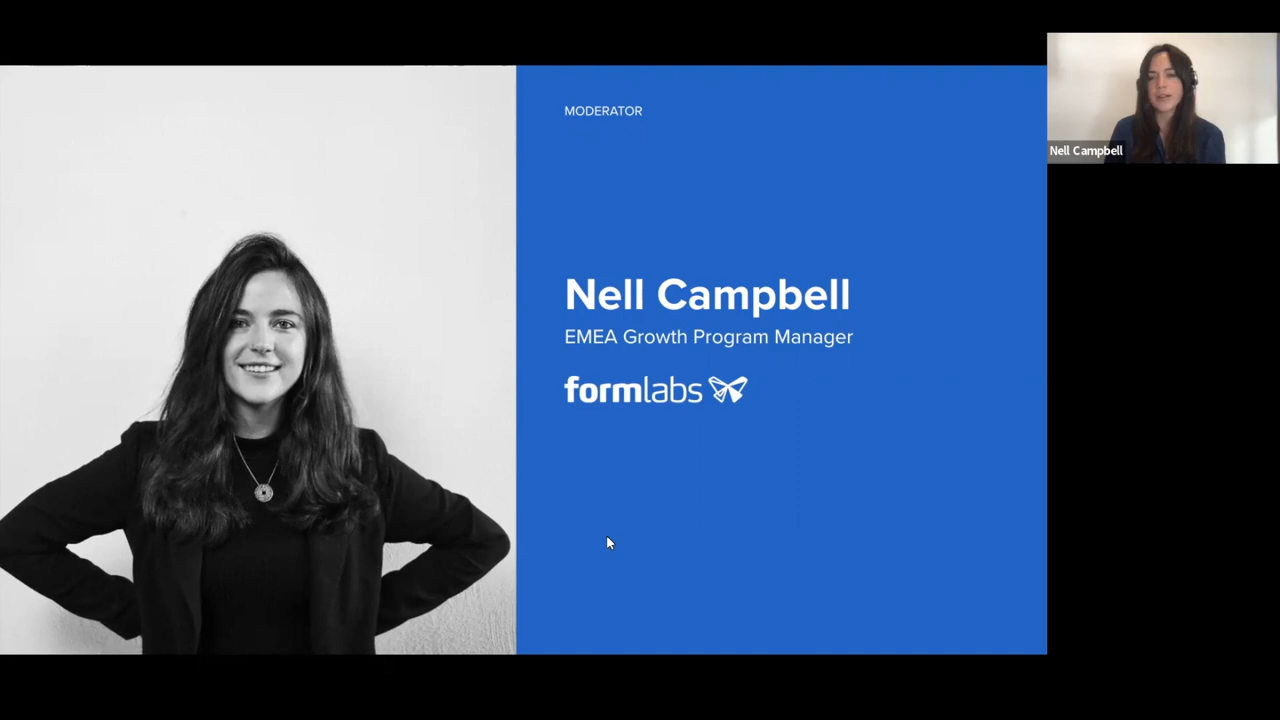 MODERATOR
Nell Campbell
EMEA Growth Program Manager
formlabs
Nell Campbell